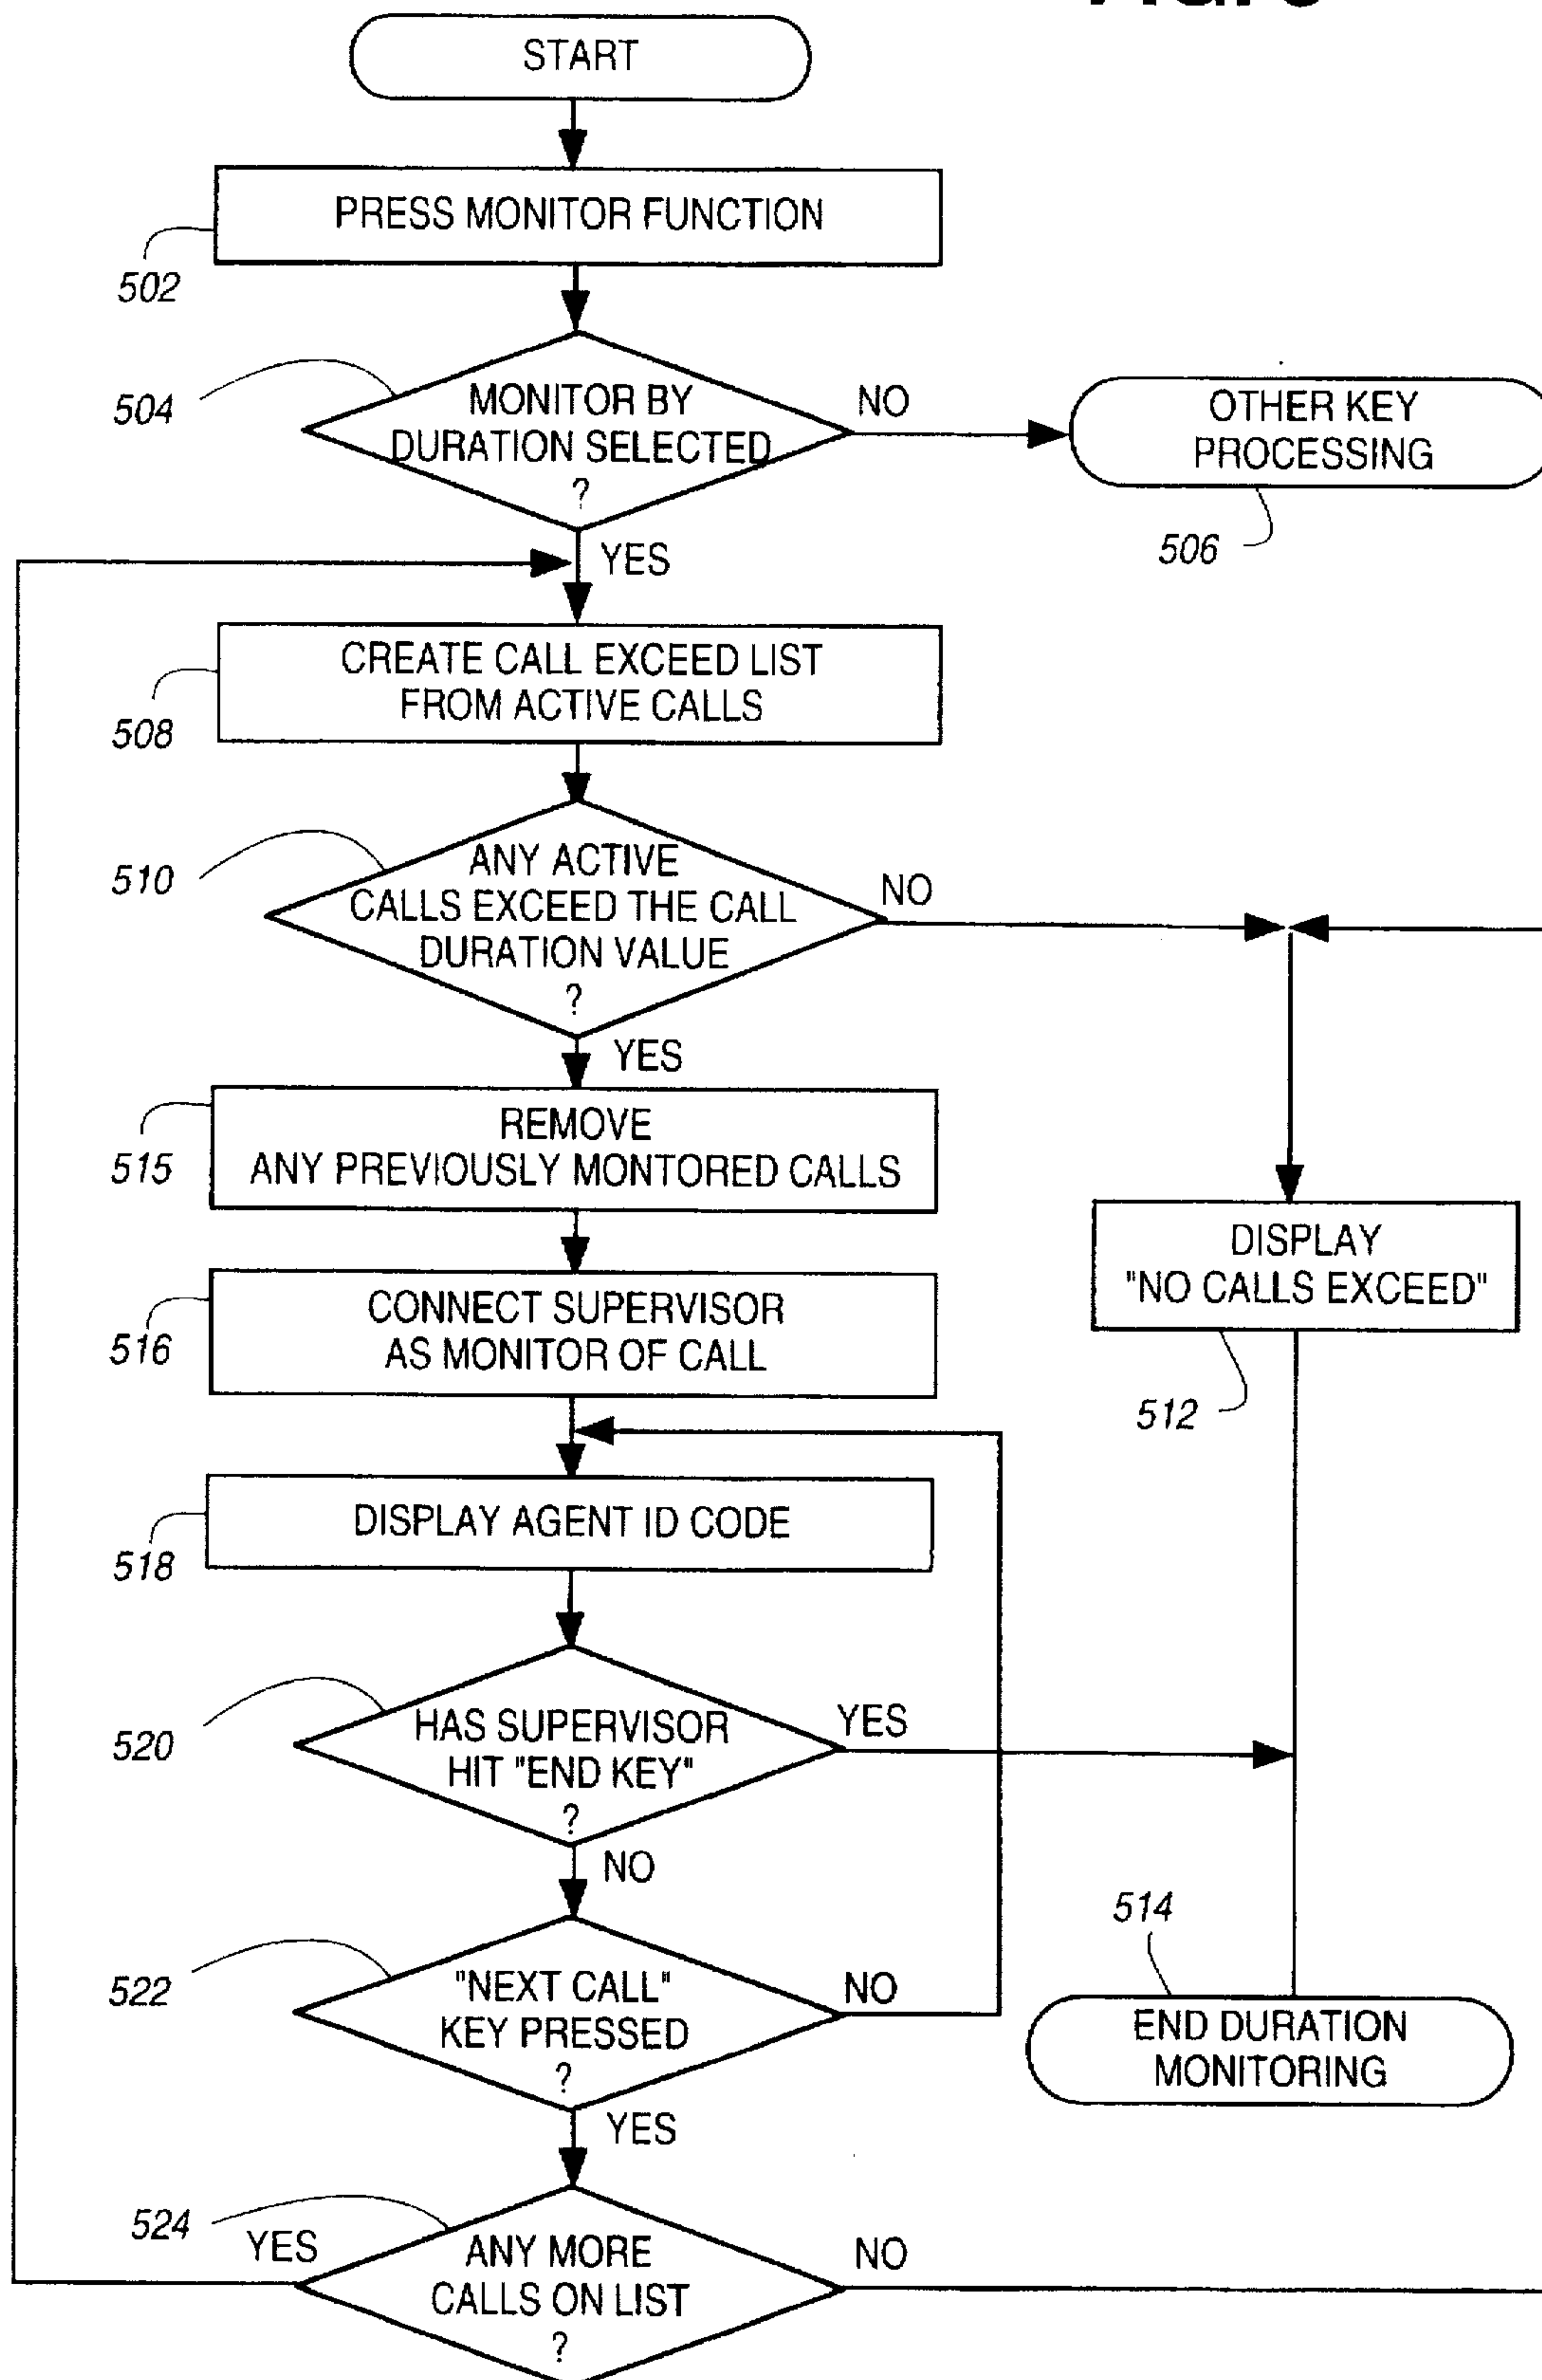 START
PRESS MONITOR FUNCTION
502
504
MONITOR BY
DURATION SELECTED
?
NO
OTHER KEY
PROCESSING
506
YES
CREATE CALL EXCEED LIST
FROM ACTIVE CALLS
508
510
ANY ACTIVE
CALLS EXCEED THE CALL
DURATION VALUE
?
NO
YES
REMOVE
ANY PREVIOUSLY MONTORED CALLS
515
DISPLAY
"NO CALLS EXCEED"
512
CONNECT SUPERVISOR
AS MONITOR OF CALL
516
DISPLAY AGENT ID CODE
518
520
HAS SUPERVISOR
HIT "END KEY"
?
YES
NO
514
END DURATION
MONITORING
522
"NEXT CALL"
KEY PRESSED
?
NO
YES
524
YES
ANY MORE
CALLS ON LIST
?
NO